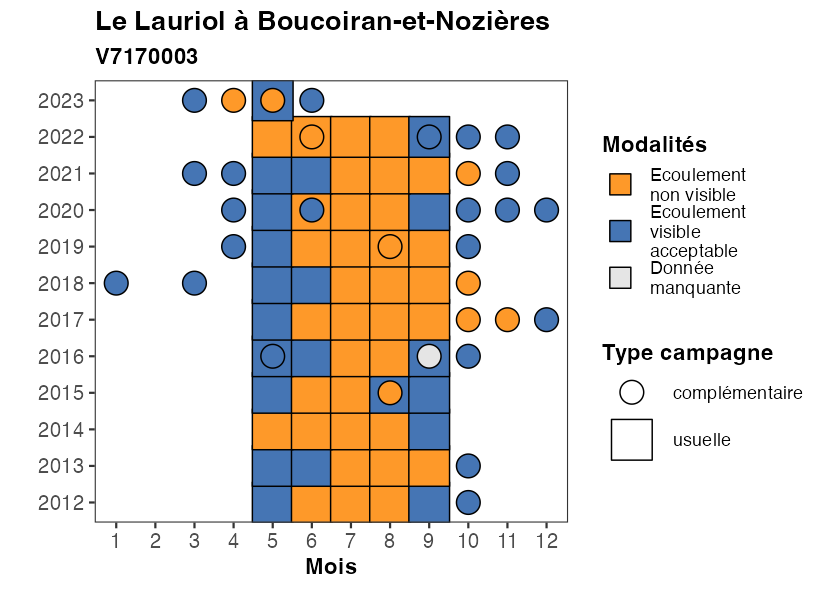 Le Lauriol à Boucoiran-et-Nozières
V7170003
2023
2022
2021
2020
2019
2018
2017
2016
2015
2014
2013
2012
1 2 3 4 5 6 7 8 9 10 11 12
Mois
Modalités
Ecoulement
non visible
Ecoulement
visible
acceptable
Donnée
manquante
Type campagne
complémentaire
usuelle